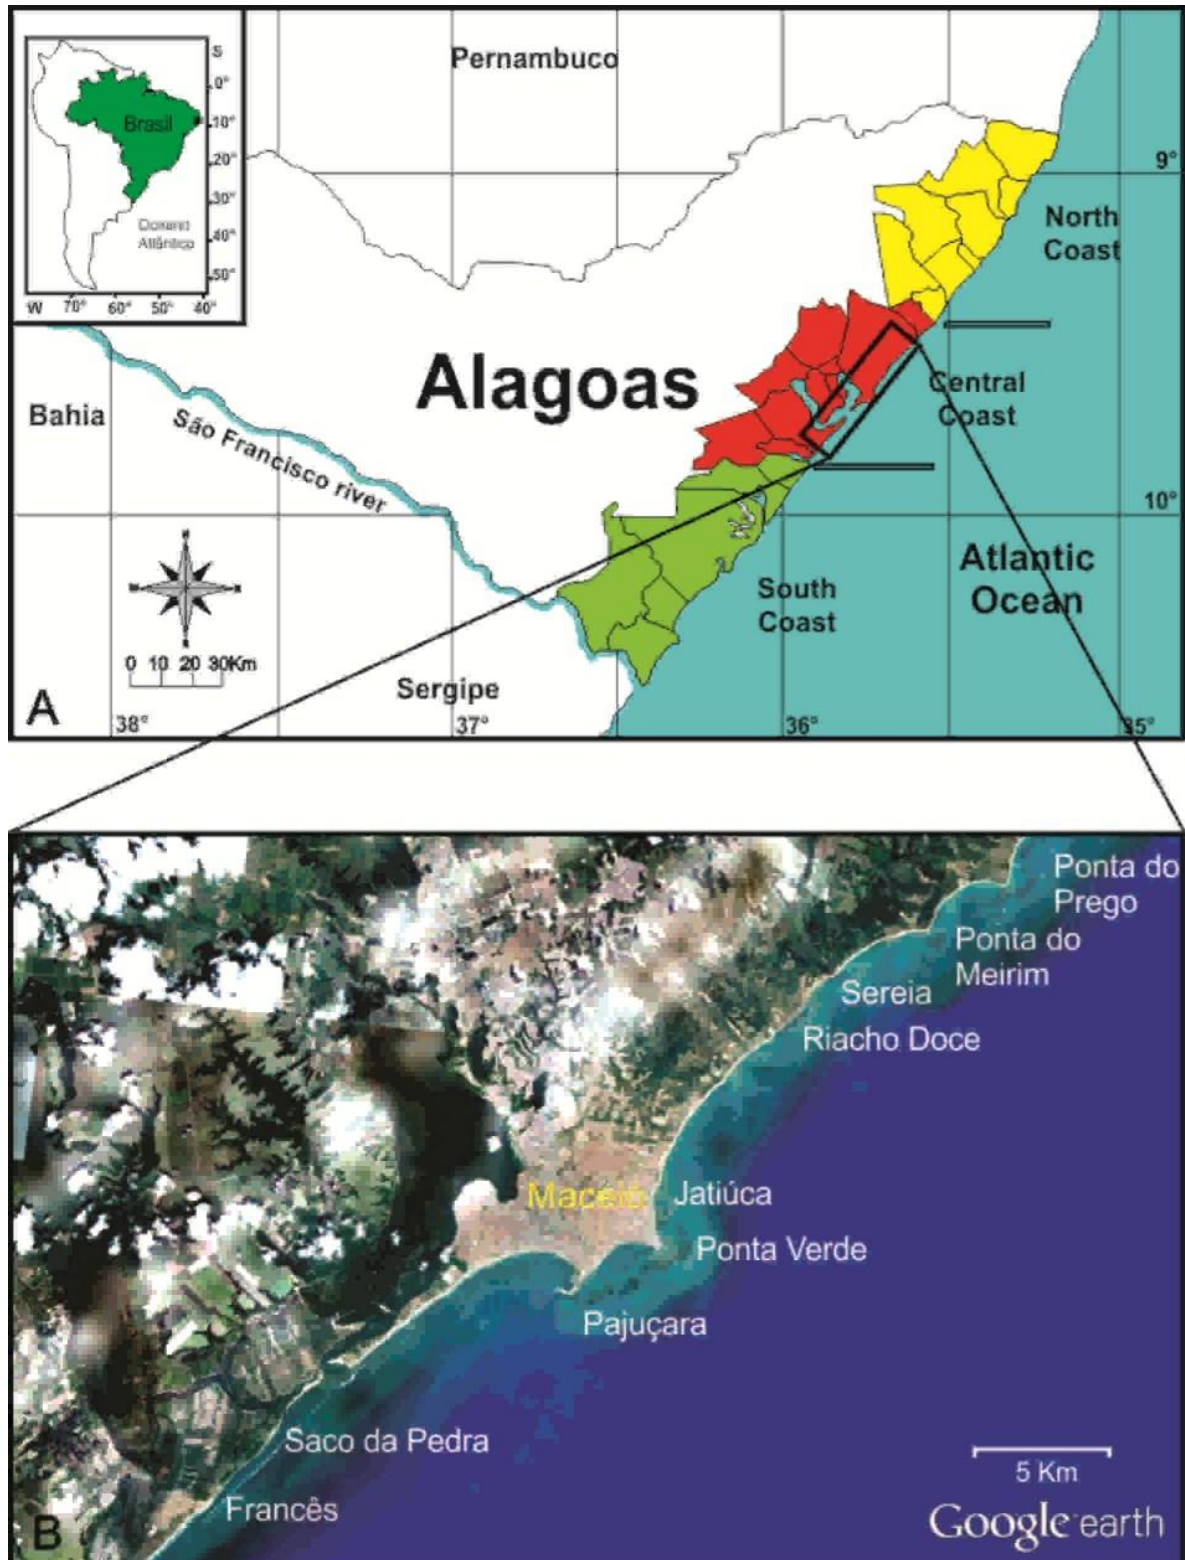 Pernambuco
S
0°
10°
20°
30°
40°
50°
Brasil
Oceano
Atlântico
W 70° 60° 50° 40°
9°
North
Coast
Alagoas
Central
Coast
Bahia
São Francisco river
10°
Atlantic
Ocean
South
Coast
N
0 10 20 30Km
Sergipe
A
38°
37°
36°
35°
Ponta do
Prego
Ponta do
Meirim
Sereia
Riacho Doce
Maceió
Jatiúca
Ponta Verde
Pajuçara
Saco da Pedra
5 Km
Francês
B
Google earth